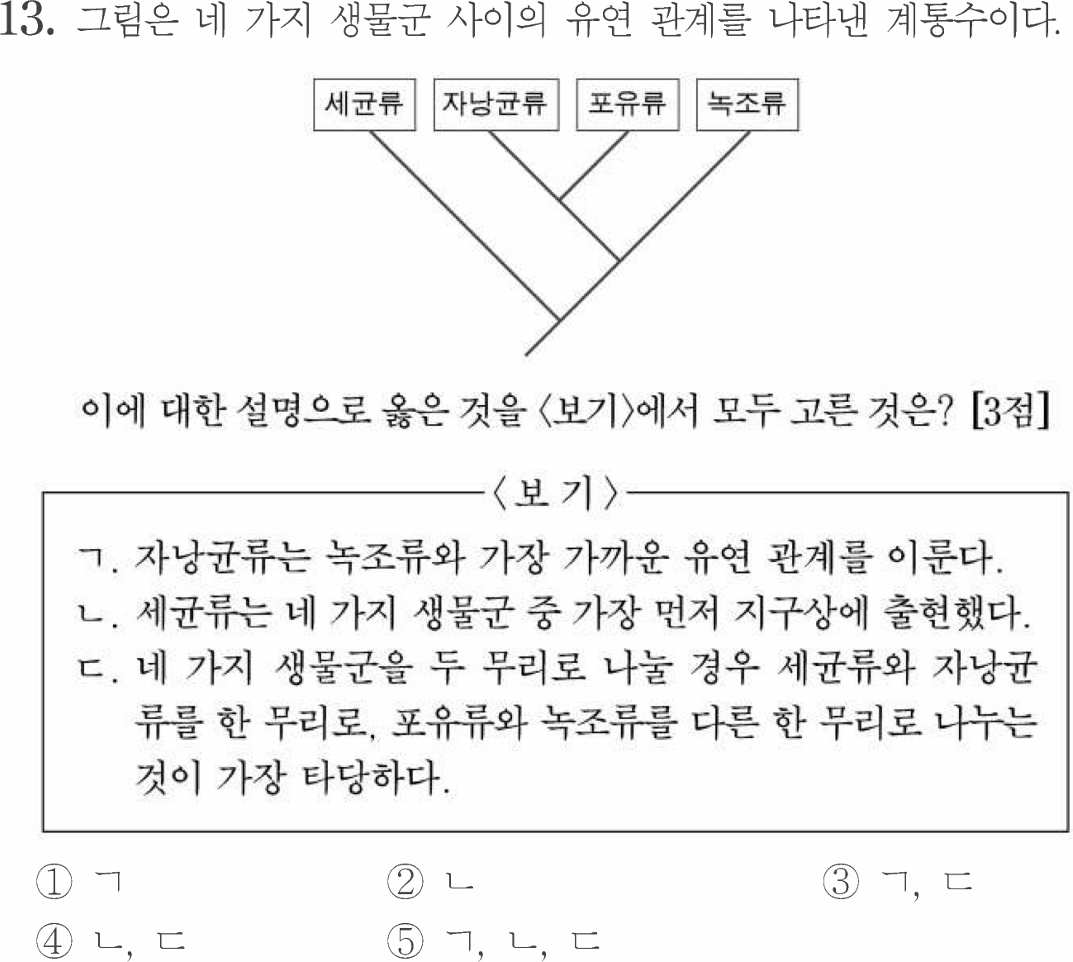 13. 그림은 네 가지 생물군 사이의 유연 관계를 나타낸 계통수이다.
세균류 자낭균류 포유류 녹조류
이에 대한 설명으로 옳은 것을 <보기>에서 모두 고른 것은? [3점]
<보 기>
ㄱ. 자낭균류는 녹조류와 가장 가까운 유연 관계를 이룬다.
ㄴ. 세균류는 네 가지 생물군 중 가장 먼저 지구상에 출현했다.
ㄷ. 네 가지 생물군을 두 무리로 나눌 경우 세균류와 자낭균
류를 한 무리로, 포유류와 녹조류를 다른 한 무리로 나누는
것이 가장 타당하다.
① ㄱ ② ㄴ ③ ㄱ, ㄷ
④ ㄴ, ㄷ ⑤ ㄱ, ㄴ, ㄷ